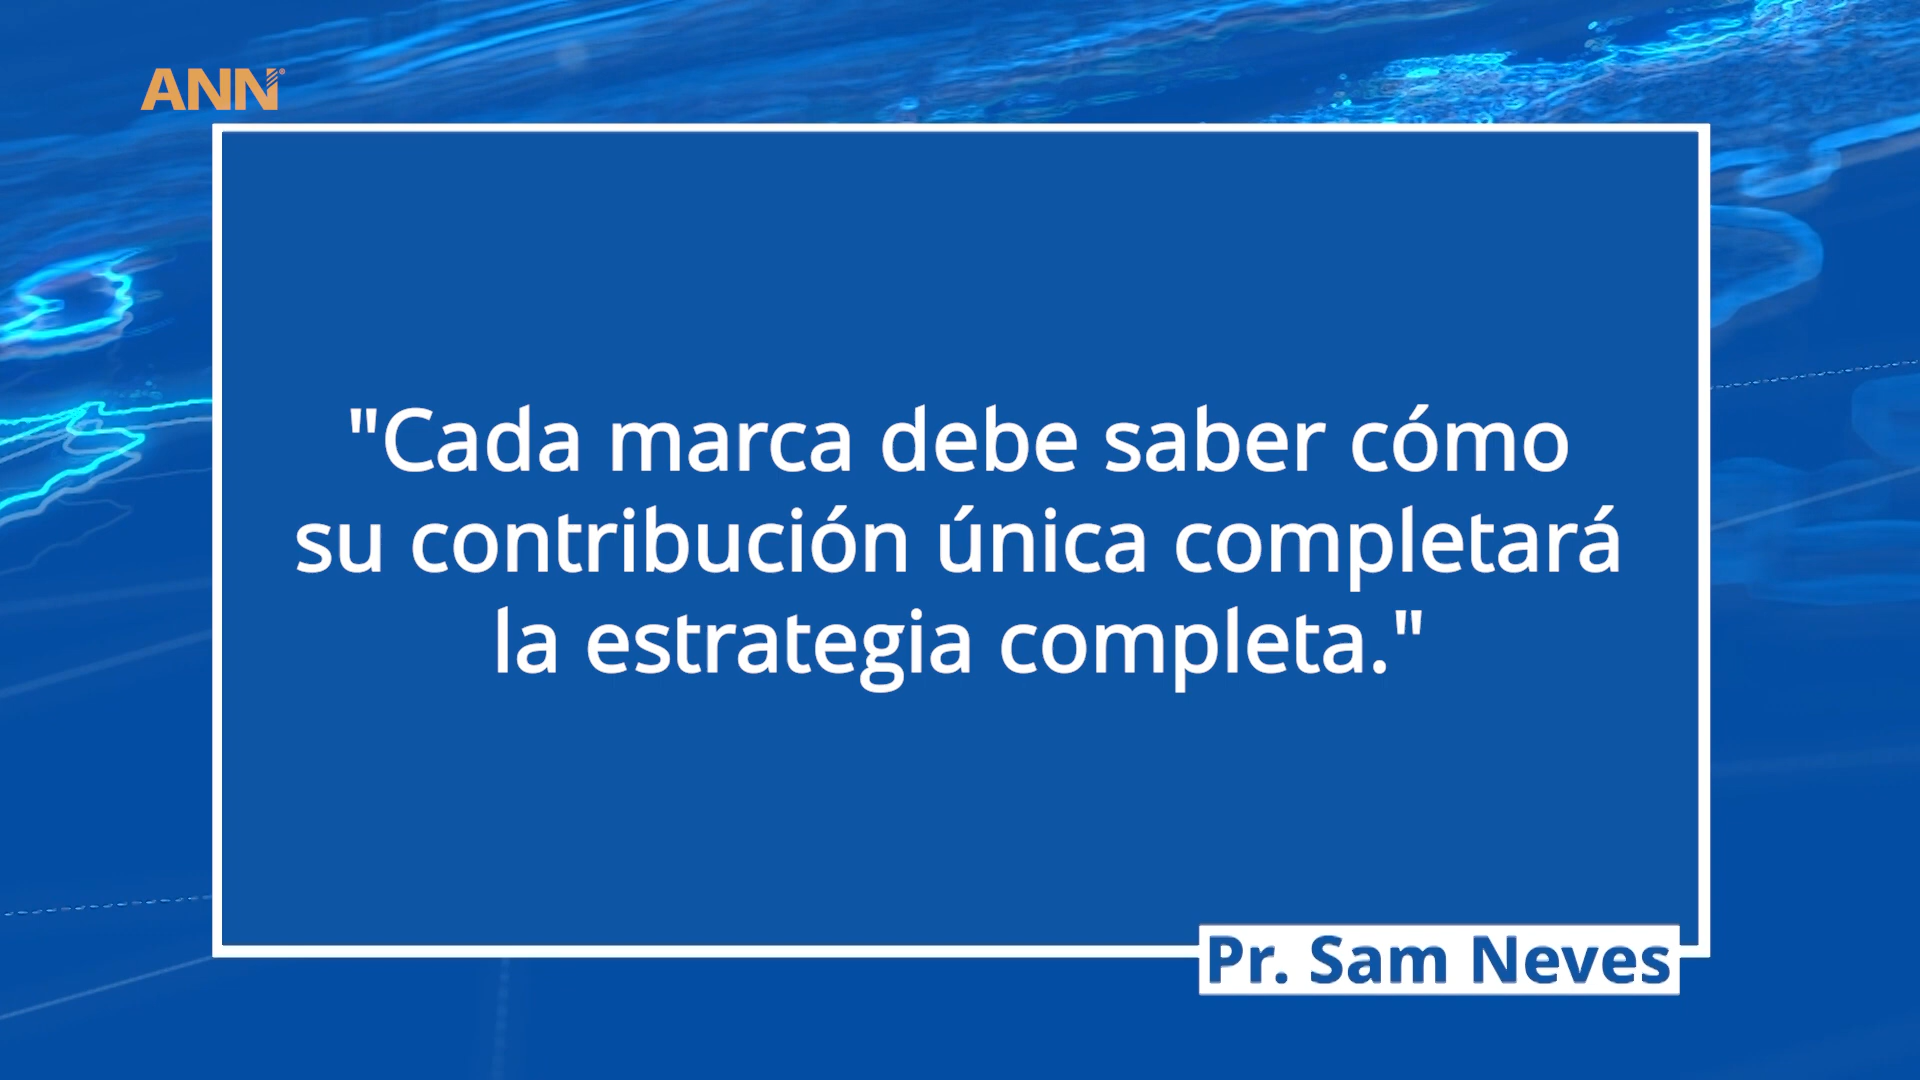 ANN
"Cada marca debe saber cómo
su contribución única completará
la estrategia completa."
Pr. Sam Neves